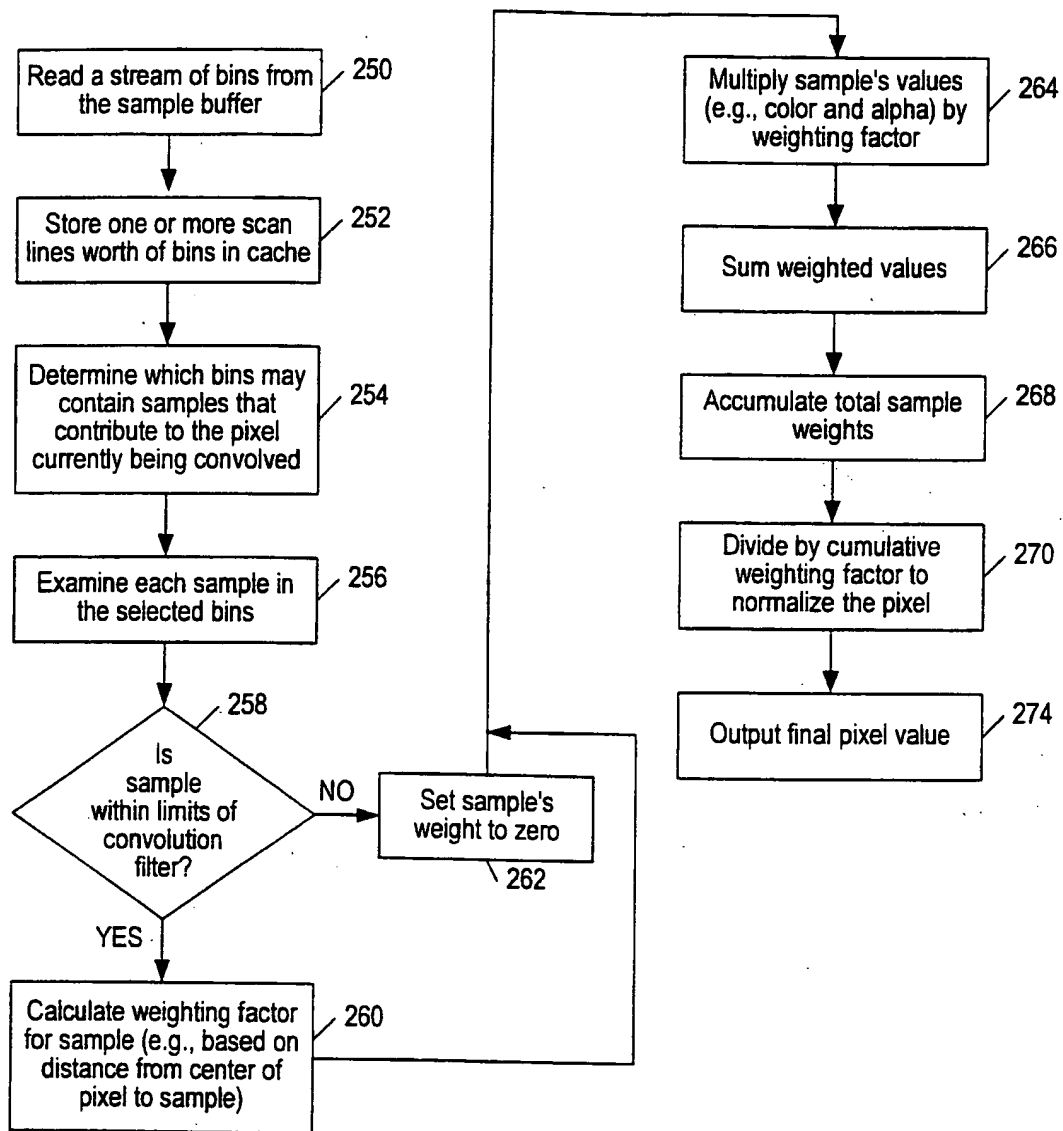 Read a stream of bins from
the sample buffer
250
Store one or more scan
lines worth of bins in cache
252
Determine which bins may
contain samples that
contribute to the pixel
currently being convolved
254
Examine each sample in
the selected bins
256
258
Is
sample
within limits of
convolution
filter?
NO
Set sample's
weight to zero
262
YES
Calculate weighting factor
for sample (e.g., based on
distance from center of
pixel to sample)
260
Multiply sample's values
(e.g., color and alpha) by
weighting factor
264
Sum weighted values
266
Accumulate total sample
weights
268
Divide by cumulative
weighting factor to
normalize the pixel
270
Output final pixel value
274